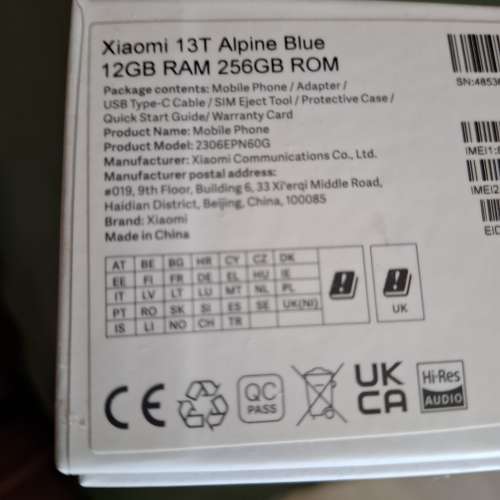 Xiaomi 13T Alpine Blue
12GB RAM 256GB ROM
Package contents: Mobile Phone / Adapter /
USB Type-C Cable / SIM Eject Tool / Protective Case /
Quick Start Guide/ Warranty Card
Product Name: Mobile Phone
Product Model: 2306EPN60G
Manufacturer: Xiaomi Communications Co., Ltd.
Manufacturer postal address:
#019, 9th Floor, Building 6, 33 Xi'erqi Middle Road,
Haidian District, Beijing, China, 100085
Brand: Xiaomi
Made in China
SN:4853
IMEI1:
IMEI2
EID
AT BE BG HR CY CZ DK
EE FI FR DE EL HU IE
IT LV LT LU MT NL PL
PT RO SK SI ES SE UK(NI)
IS LI NO CH TR
UK
CE
QC
PASS
UK
CA
Hi-Res
AUDIO